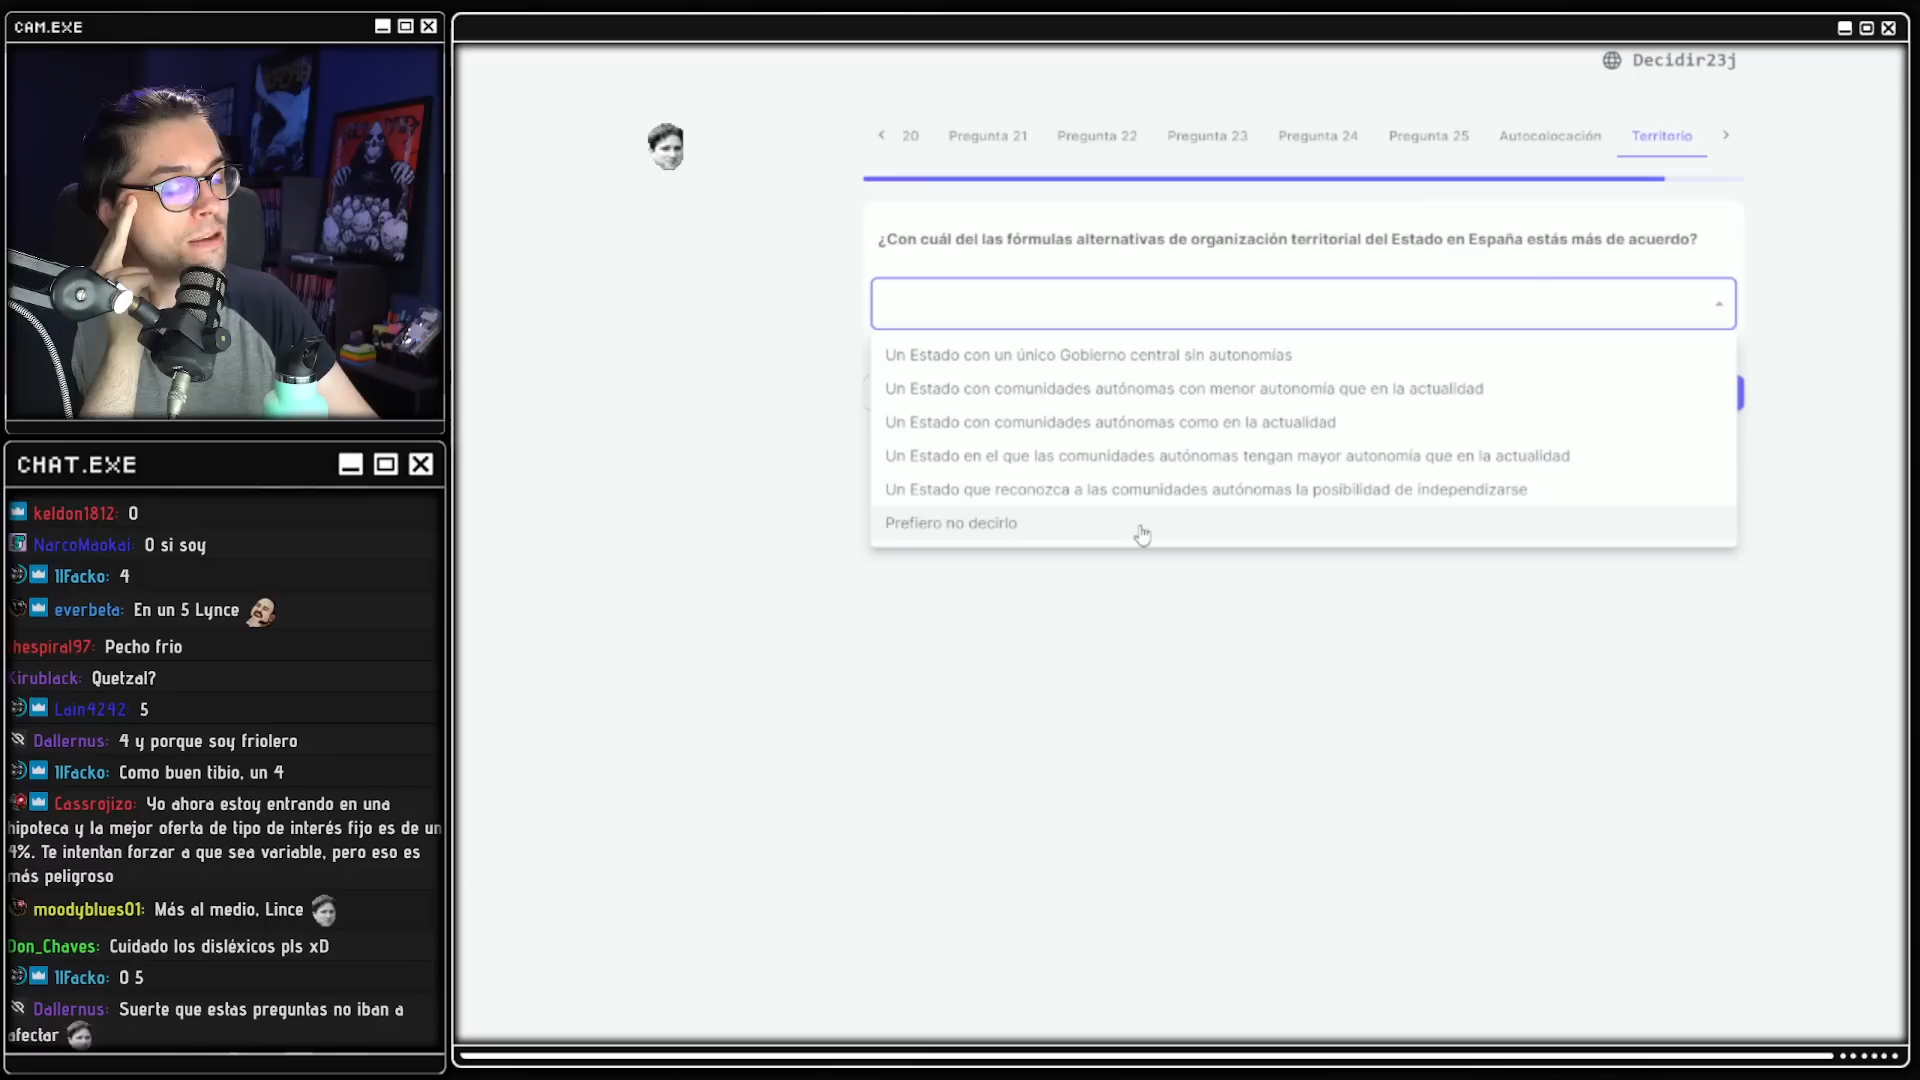 CAM.EXE
Decidir23j
20 Pregunta 21 Pregunta 22 Pregunta 23 Pregunta 24 Pregunta 25 Autocolocación Territorio
¿Con cuál del las fórmulas alternativas de organización territorial del Estado en España estás más de acuerdo?
Un Estado con un único Gobierno central sin autonomías
Un Estado con comunidades autónomas con menor autonomía que en la actualidad
Un Estado con comunidades autónomas como en la actualidad
Un Estado en el que las comunidades autónomas tengan mayor autonomía que en la actualidad
Un Estado que reconozca a las comunidades autónomas la posibilidad de independizarse
Prefiero no decirlo
CHAT.EXE
keldon1812: 0
NarcoMaokai: 0 si soy
11Facko: 4
everbeta: En un 5 Lynce
hespiral97: Pecho frio
Kirublack: Quetzal?
Lain4242: 5
Dallernus: 4 y porque soy friolero
11Facko: Como buen tibio, un 4
Cassrojizo: Yo ahora estoy entrando en una
hipoteca y la mejor oferta de tipo de interés fijo es de un
4%. Te intentan forzar a que sea variable, pero eso es
más peligroso
moodyblues01: Más al medio, Lince
Don_Chaves: Cuidado los disléxicos pls xD
11Facko: 0 5
Dallernus: Suerte que estas preguntas no iban a
afectar